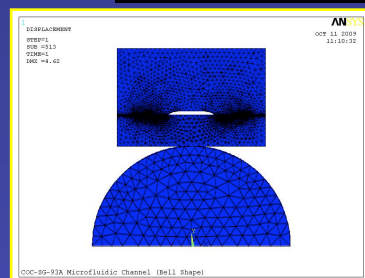 1
ANSYS
DISPLACEMENT
STEP=1
SUB =513
TIME=1
DMX =4.62
OCT 11 2009
11:10:32
Y
COC-SG-93A Microfluidic Channel (Bell Shape)